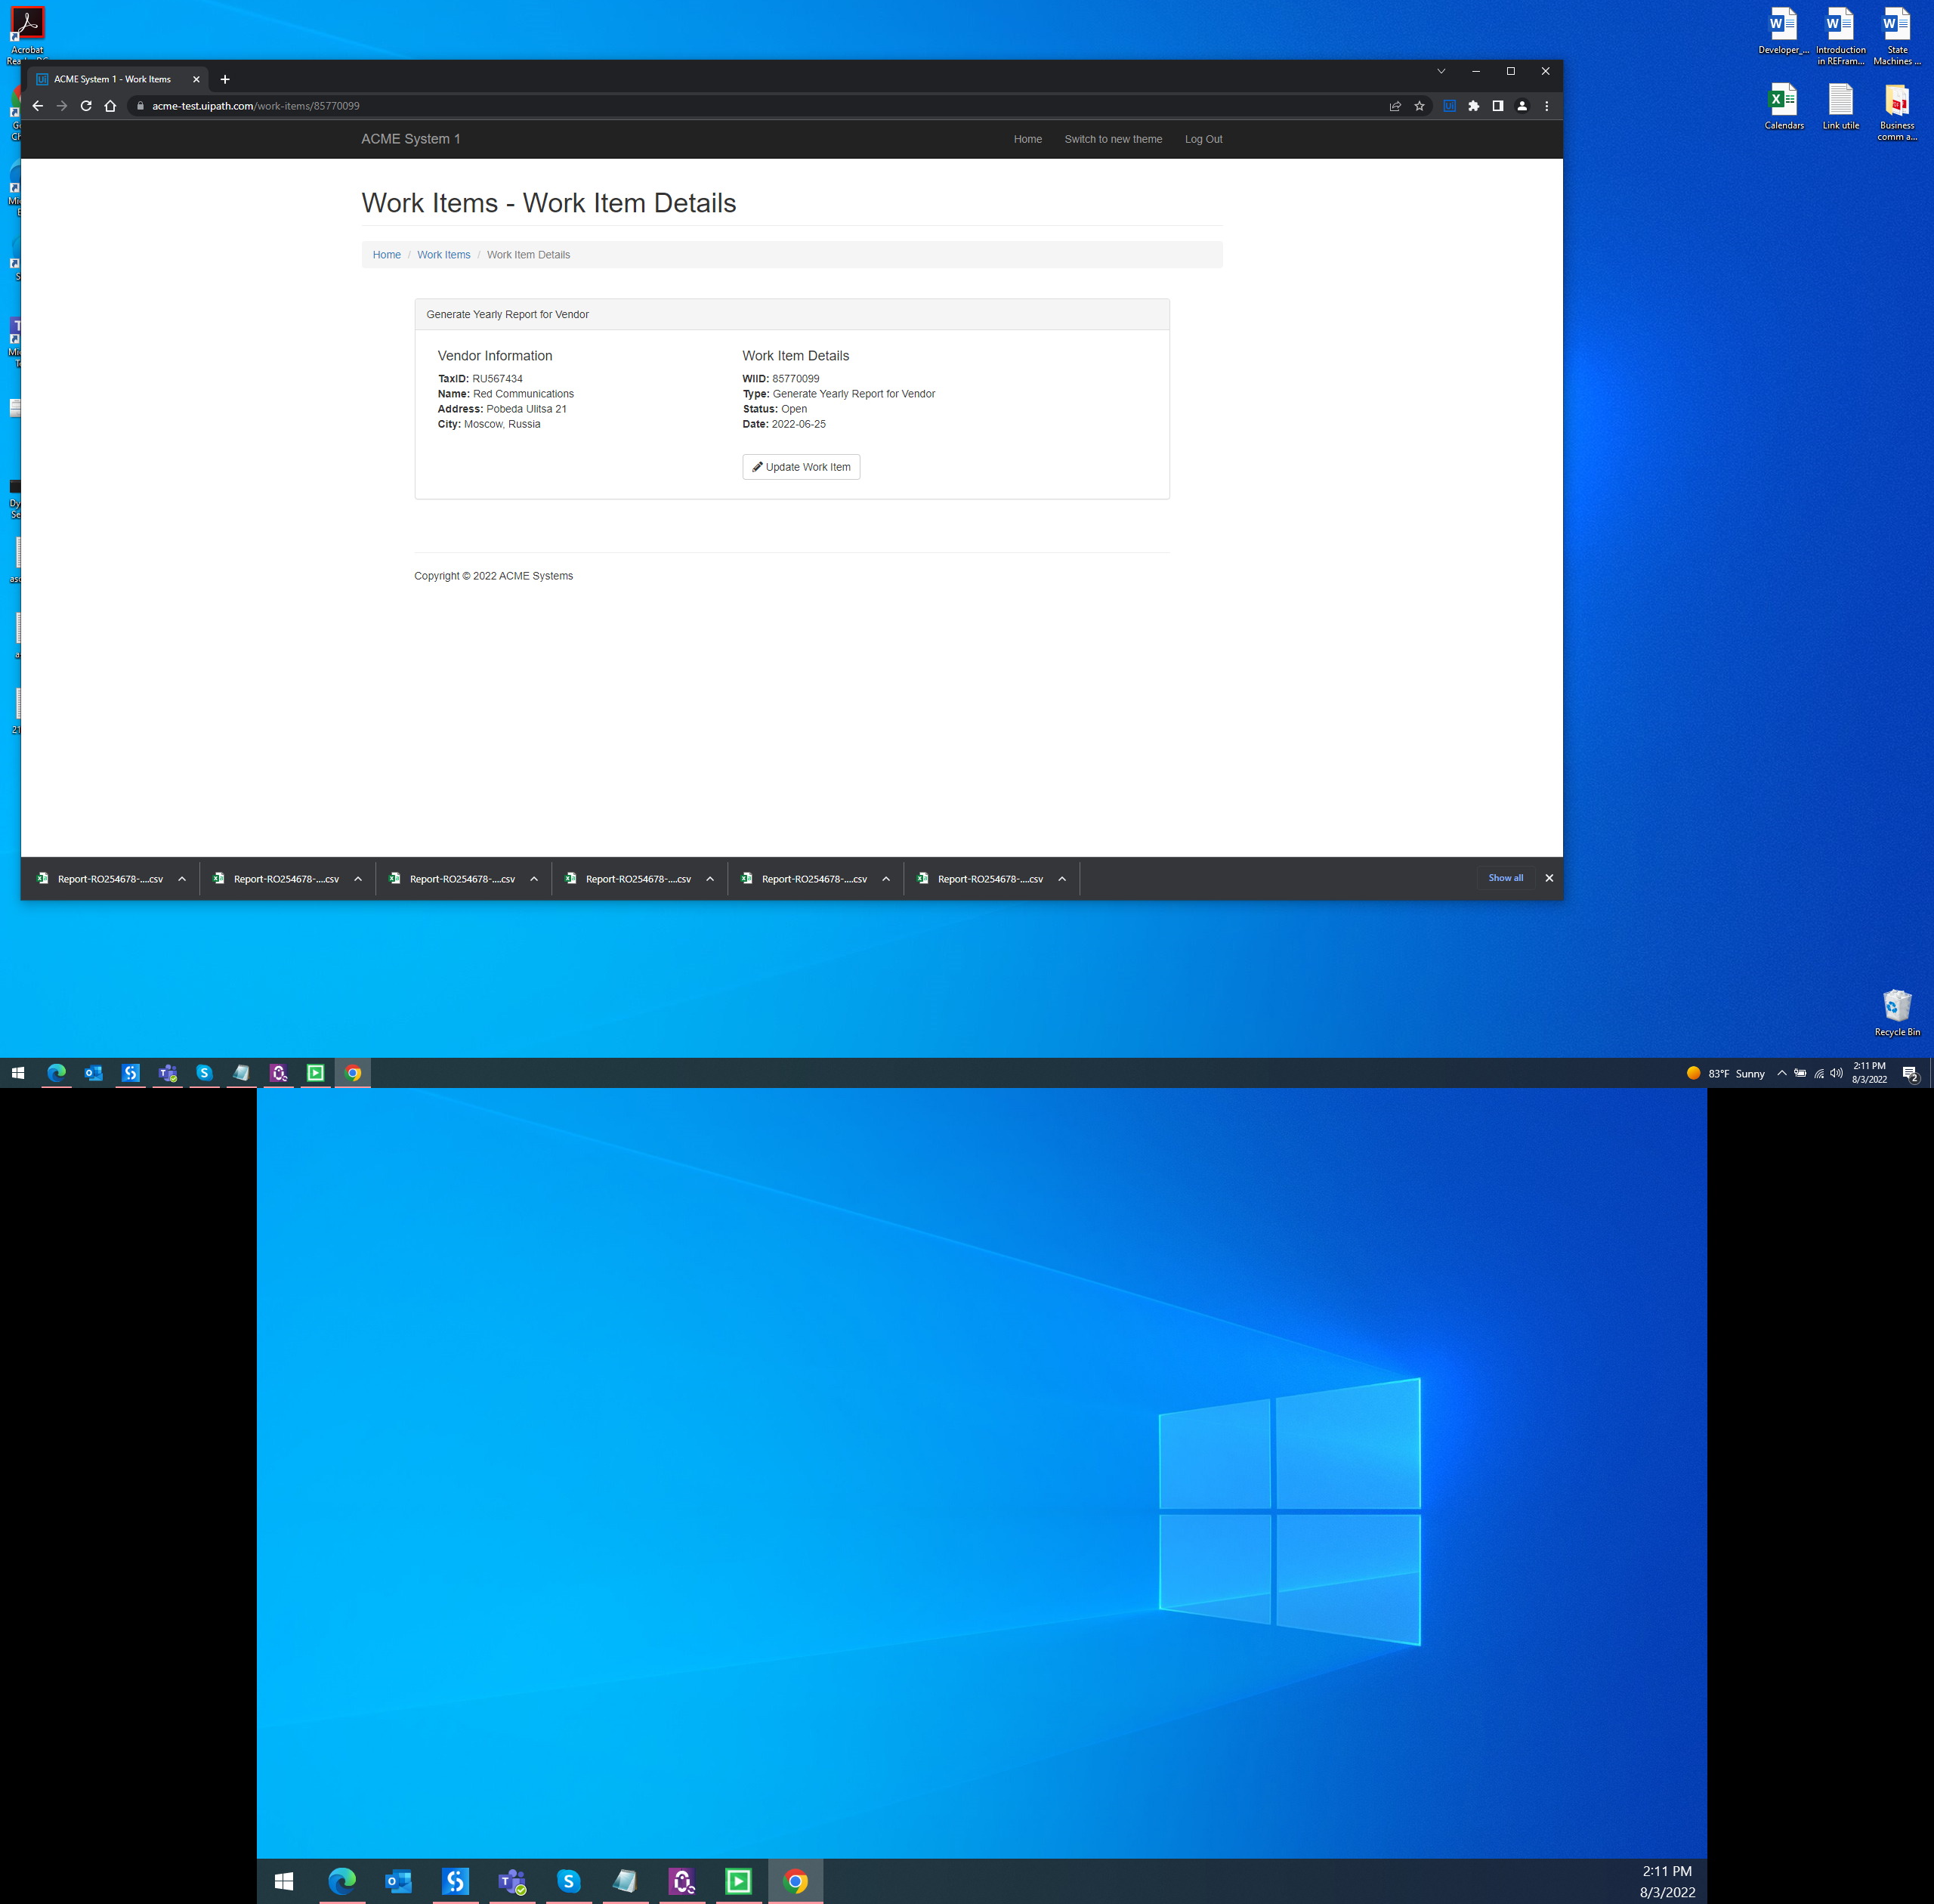 Acrobat
ACME System 1 - Work Items
acme-test.uipath.com/work-items/85770099
ACME System 1
Home
Switch to new theme
Log Out
Work Items - Work Item Details
Home / Work Items / Work Item Details
Generate Yearly Report for Vendor
Vendor Information
TaxID: RU567434
Name: Red Communications
Address: Pobeda Ulitsa 21
City: Moscow, Russia
Work Item Details
WIID: 85770099
Type: Generate Yearly Report for Vendor
Status: Open
Date: 2022-06-25
Update Work Item
Copyright © 2022 ACME Systems
Report-RO254678-....csv
Report-RO254678-....csv
Report-RO254678-....csv
Report-RO254678-....csv
Report-RO254678-....csv
Report-RO254678-....csv
Show all
Developer_...
Introduction
in REFram...
State
Machines ...
Calendars
Link utile
Business
comm a...
Recycle Bin
83°F Sunny
2:11 PM
8/3/2022
2
2:11 PM
8/3/2022